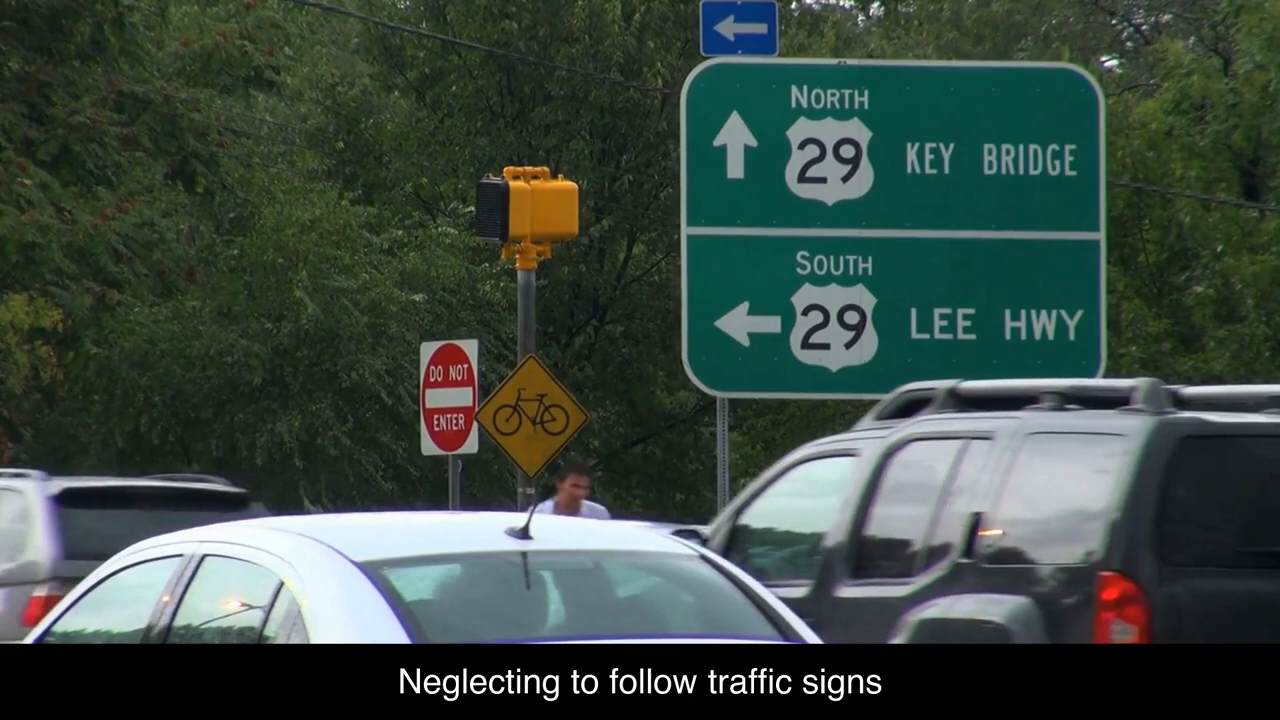 NORTH
29 KEY BRIDGE
SOUTH
29 LEE HWY
DO NOT
ENTER
Neglecting to follow traffic signs